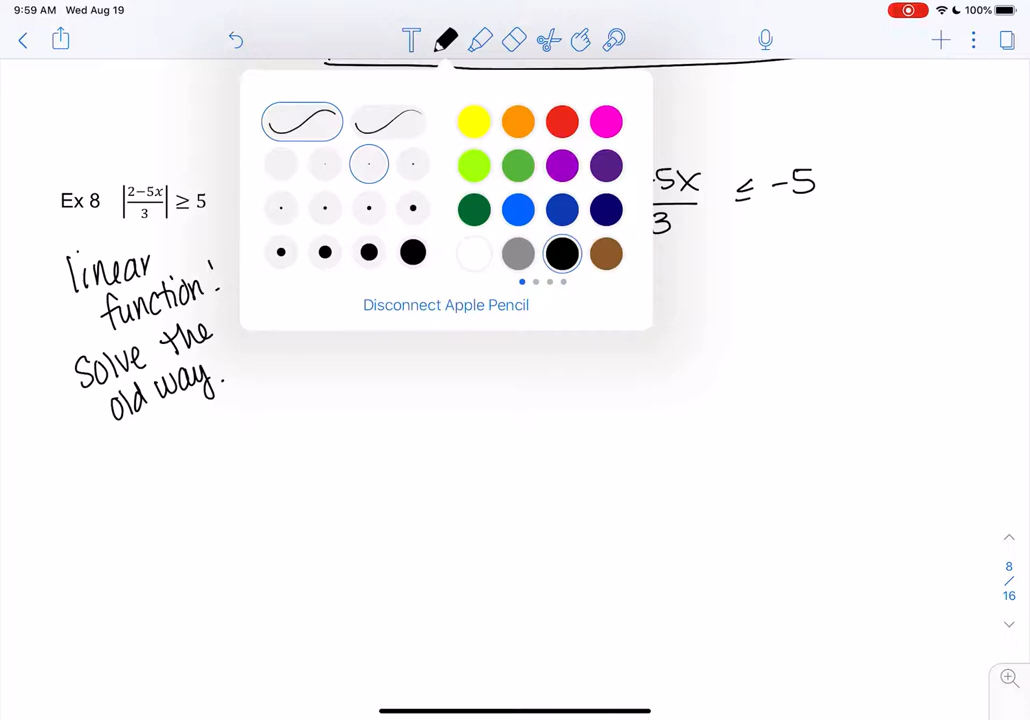 9:59 AM Wed Aug 19
100%
Ex 8 |2−5x/3| ≥ 5
5x/3 ≤ -5
linear
function!
Solve the
old way.
Disconnect Apple Pencil
8
/
16